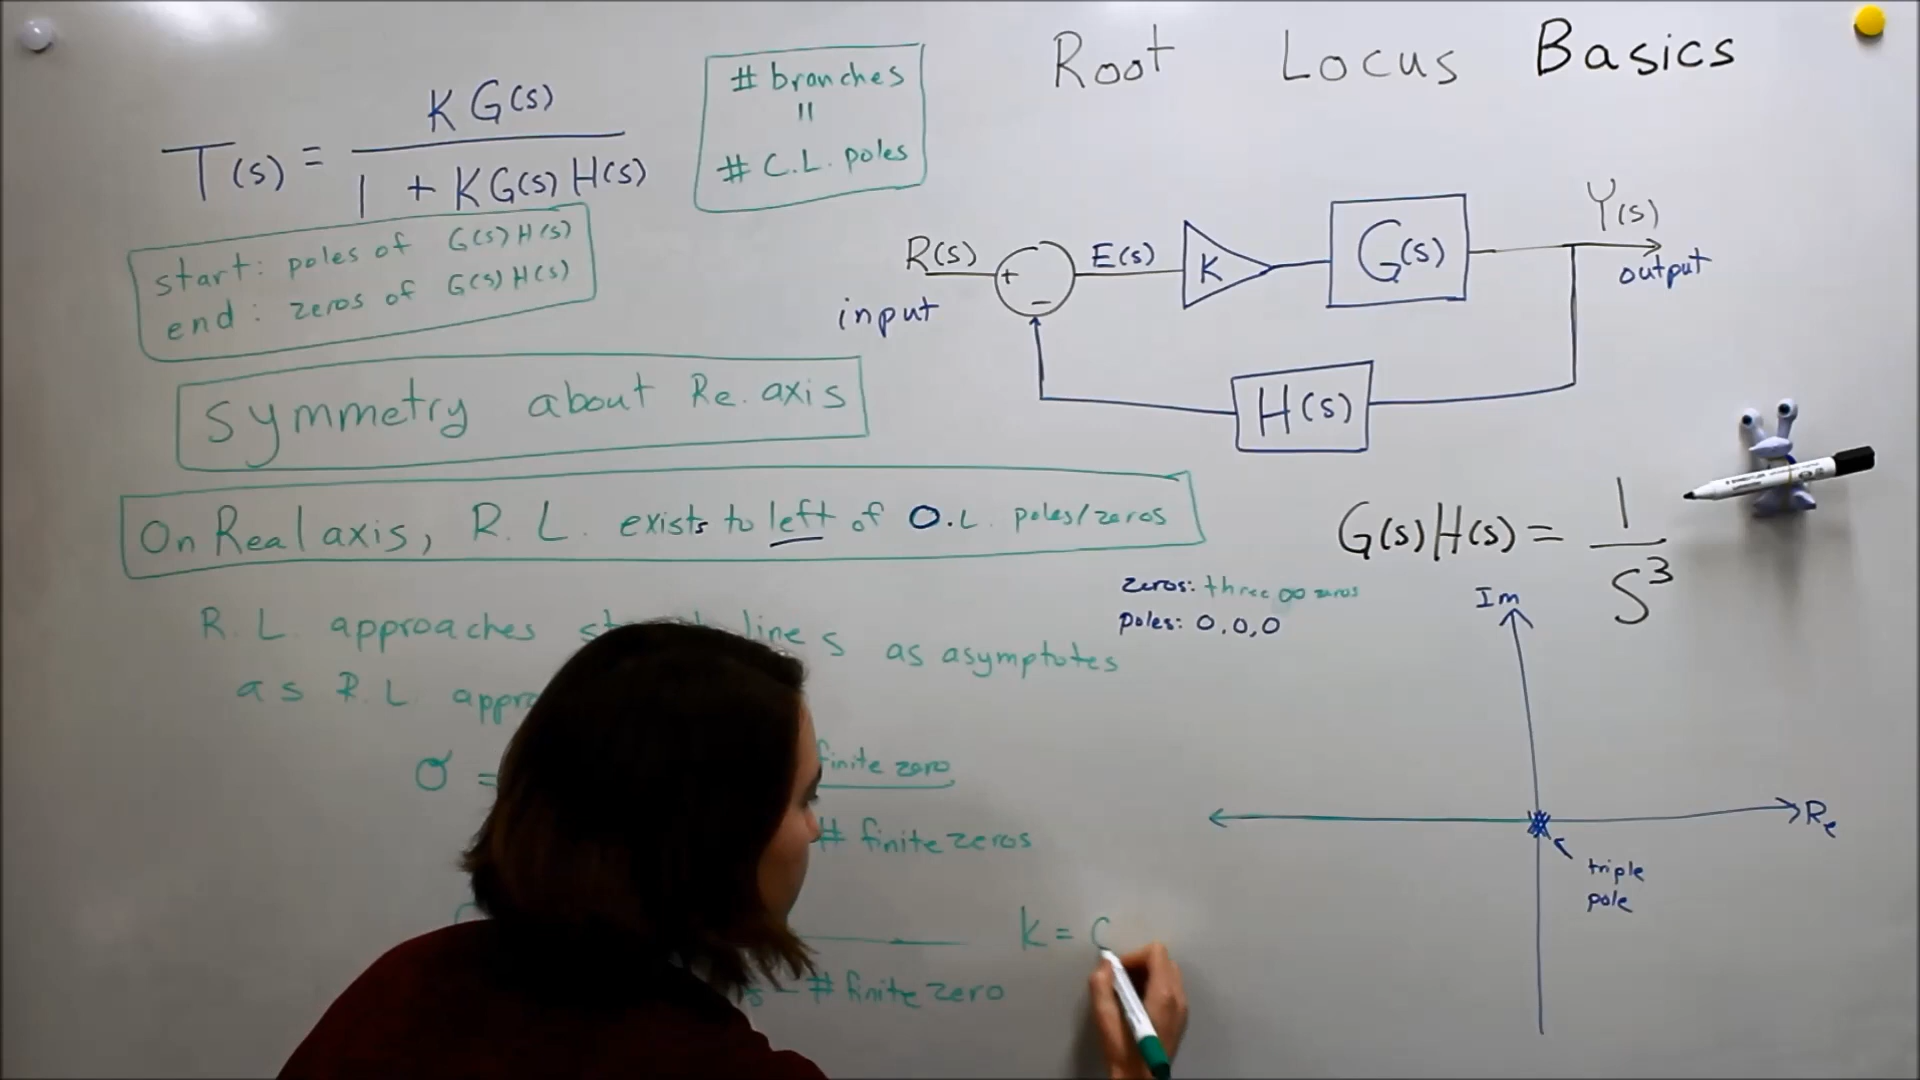 Root Locus Basics
T(s) = K G(s) / 1 + K G(s) H(s)
# branches
=
# C.L. poles
start: poles of G(s) H(s)
end: zeros of G(s) H(s)
Symmetry about Re. axis
On Real axis, R. L. exists to left of O.L. poles/zeros
R. L. approaches lines as asymptotes
as R.L.
σ = finite zero
# finite zeros
k =
- # finite zero
R(s)
input
+
−
E(s)
K
G(s)
Y(s)
output
H(s)
G(s)H(s) = 1 / S³
zeros: three ∞ zeros
poles: 0,0,0
Im
Re
triple
pole